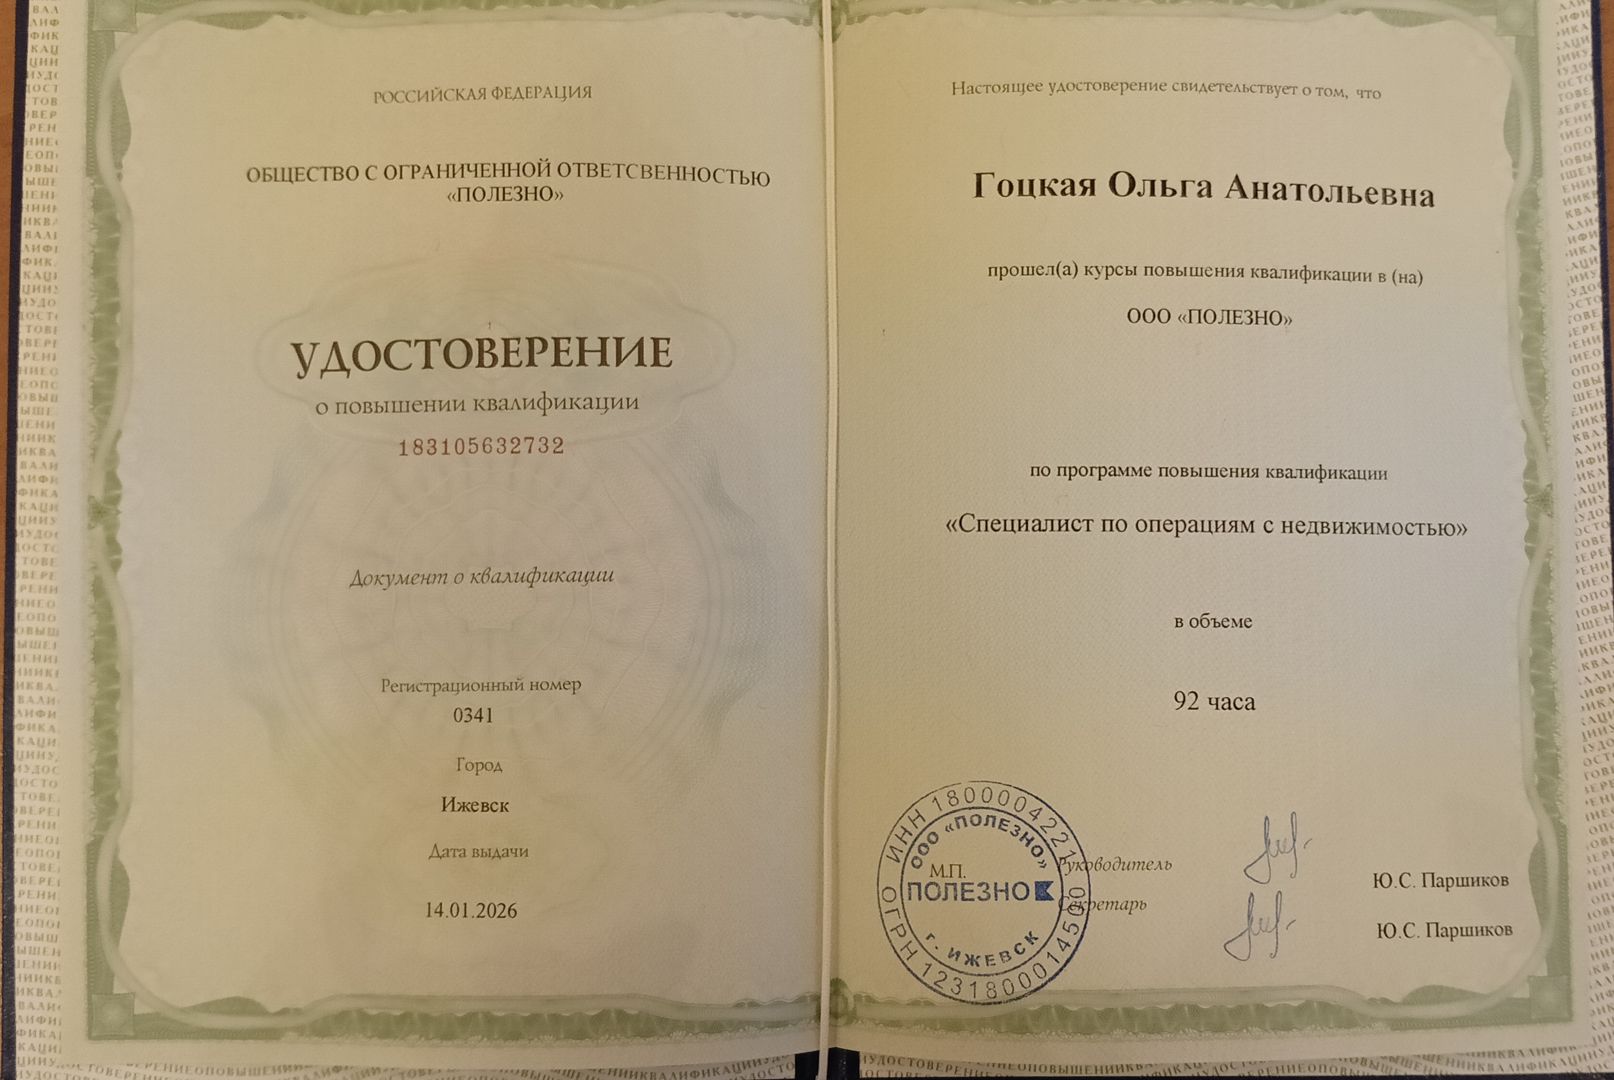 РОССИЙСКАЯ ФЕДЕРАЦИЯ
ОБЩЕСТВО С ОГРАНИЧЕННОЙ ОТВЕТСВЕННОСТЬЮ
«ПОЛЕЗНО»
УДОСТОВЕРЕНИЕ
о повышении квалификации
183105632732
Документ о квалификации
Регистрационный номер
0341
Город
Ижевск
Дата выдачи
14.01.2026
Настоящее удостоверение свидетельствует о том, что
Гоцкая Ольга Анатольевна
прошел(а) курсы повышения квалификации в (на)
ООО «ПОЛЕЗНО»
по программе повышения квалификации
«Специалист по операциям с недвижимостью»
в объеме
92 часа
М.П.
Руководитель
Ю.С. Паршиков
Секретарь
Ю.С. Паршиков
ИНН 1800004221
ООО «ПОЛЕЗНО»
ПОЛЕЗНО
г. ИЖЕВСК
ОГРН 1231800014500